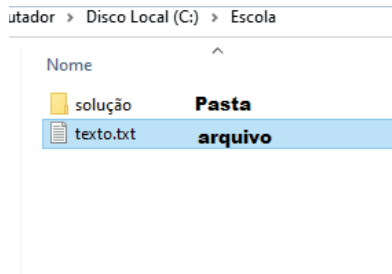 utador > Disco Local (C:) > Escola
Nome
solução Pasta
texto.txt arquivo